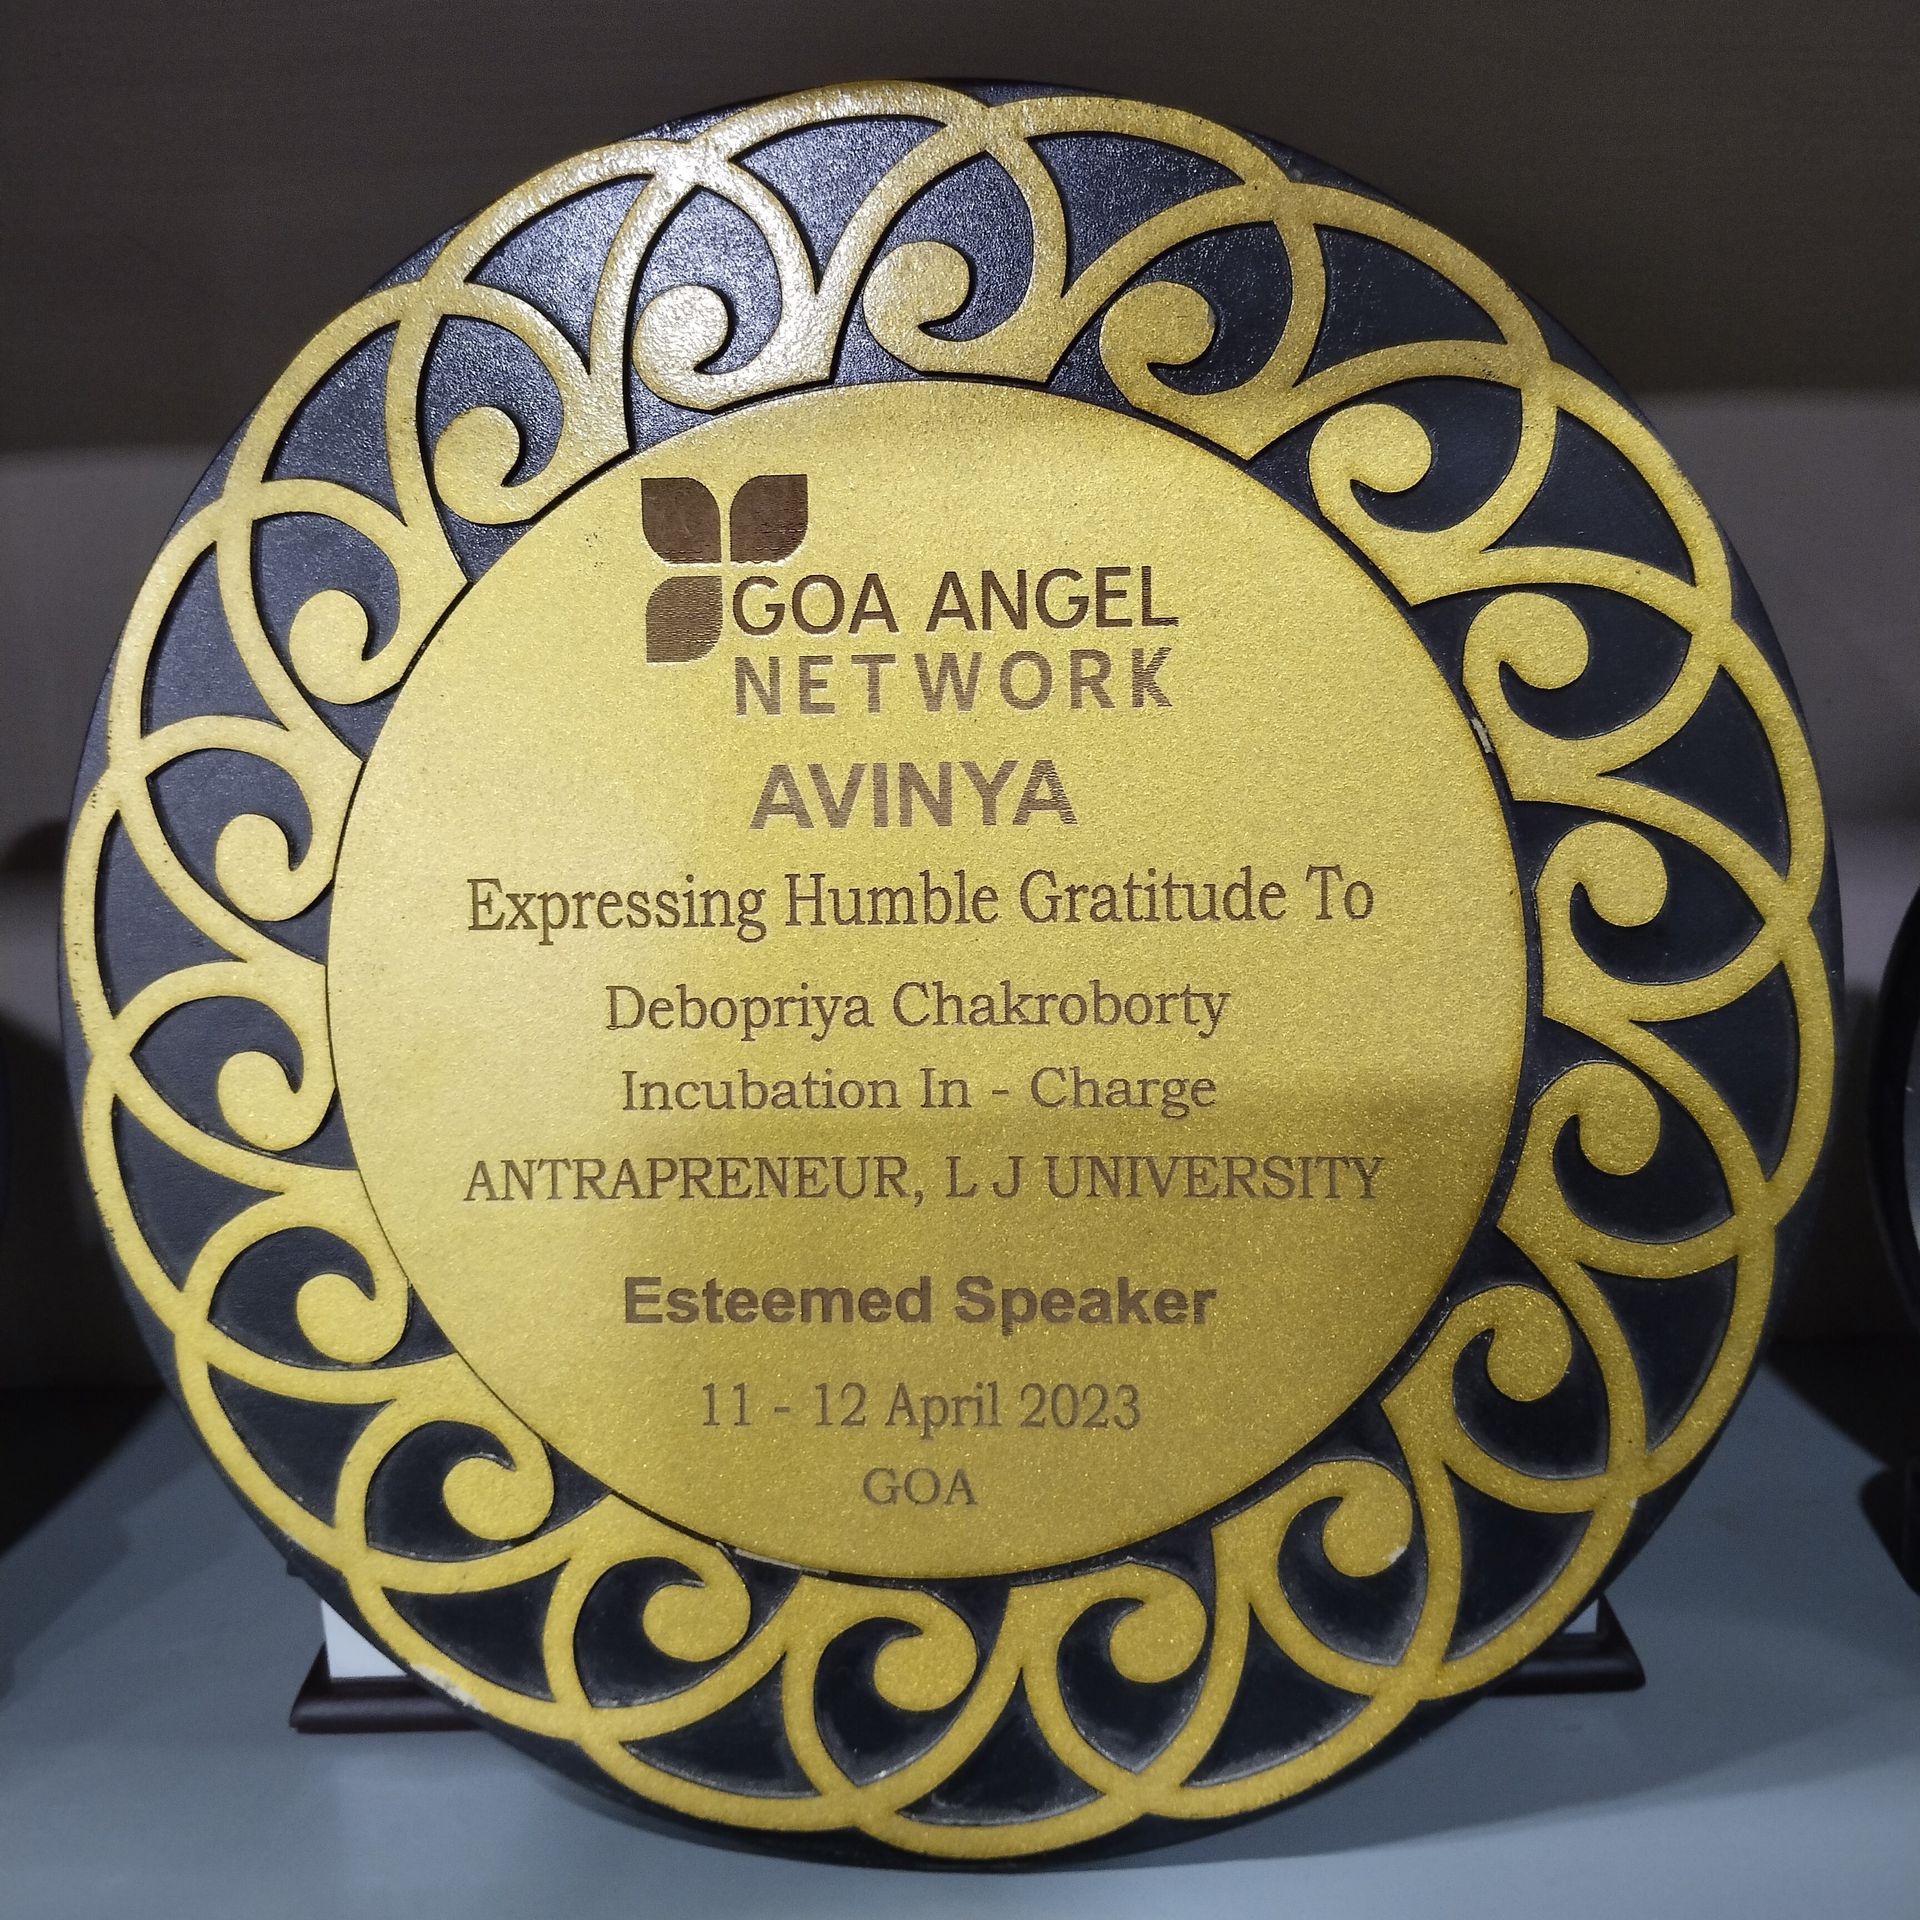 GOA ANGEL
NETWORK
AVINYA
Expressing Humble Gratitude To
Debopriya Chakroborty
Incubation In - Charge
ANTRAPRENEUR, L J UNIVERSITY
Esteemed Speaker
11 - 12 April 2023
GOA